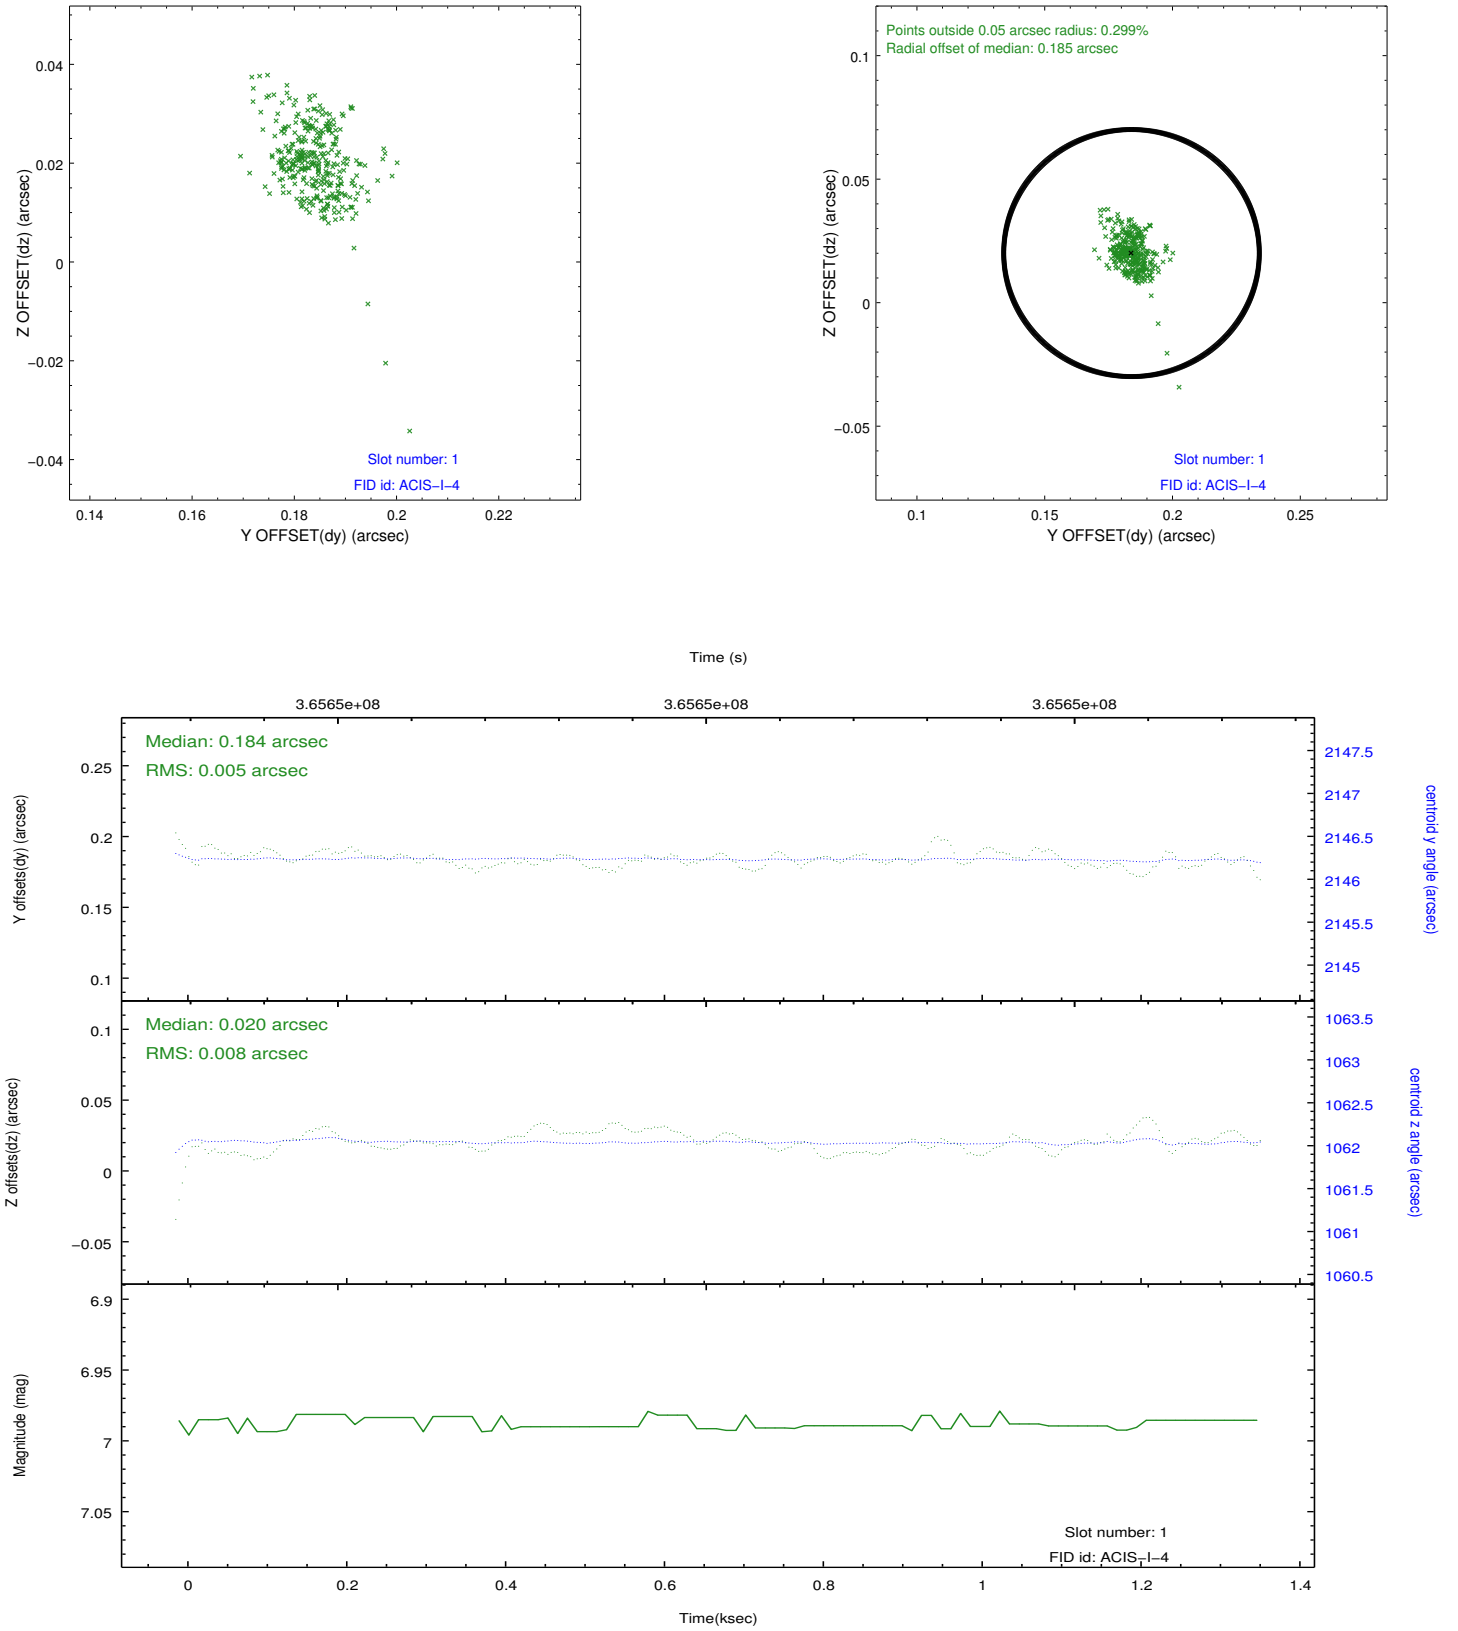 0.04
0.02
0
−0.02
−0.04
Z OFFSET(dz) (arcsec)
0.14
0.16
0.18
0.2
0.22
Y OFFSET(dy) (arcsec)
Slot number: 1
FID id: ACIS−I−4
Points outside 0.05 arcsec radius: 0.299%
Radial offset of median: 0.185 arcsec
0.1
0.05
0
−0.05
Z OFFSET(dz) (arcsec)
Slot number: 1
FID id: ACIS−I−4
0.1
0.15
0.2
0.25
Y OFFSET(dy) (arcsec)
Time (s)
3.6565e+08
3.6565e+08
3.6565e+08
Median: 0.184 arcsec
RMS: 0.005 arcsec
0.25
0.2
0.15
0.1
Y offsets(dy) (arcsec)
2147.5
2147
2146.5
2146
2145.5
2145
centroid y angle (arcsec)
Median: 0.020 arcsec
RMS: 0.008 arcsec
0.1
0.05
0
−0.05
Z offsets(dz) (arcsec)
1063.5
1063
1062.5
1062
1061.5
1061
1060.5
centroid z angle (arcsec)
6.9
6.95
7
7.05
Magnitude (mag)
Slot number: 1
FID id: ACIS−I−4
0
0.2
0.4
0.6
0.8
1
1.2
1.4
Time(ksec)